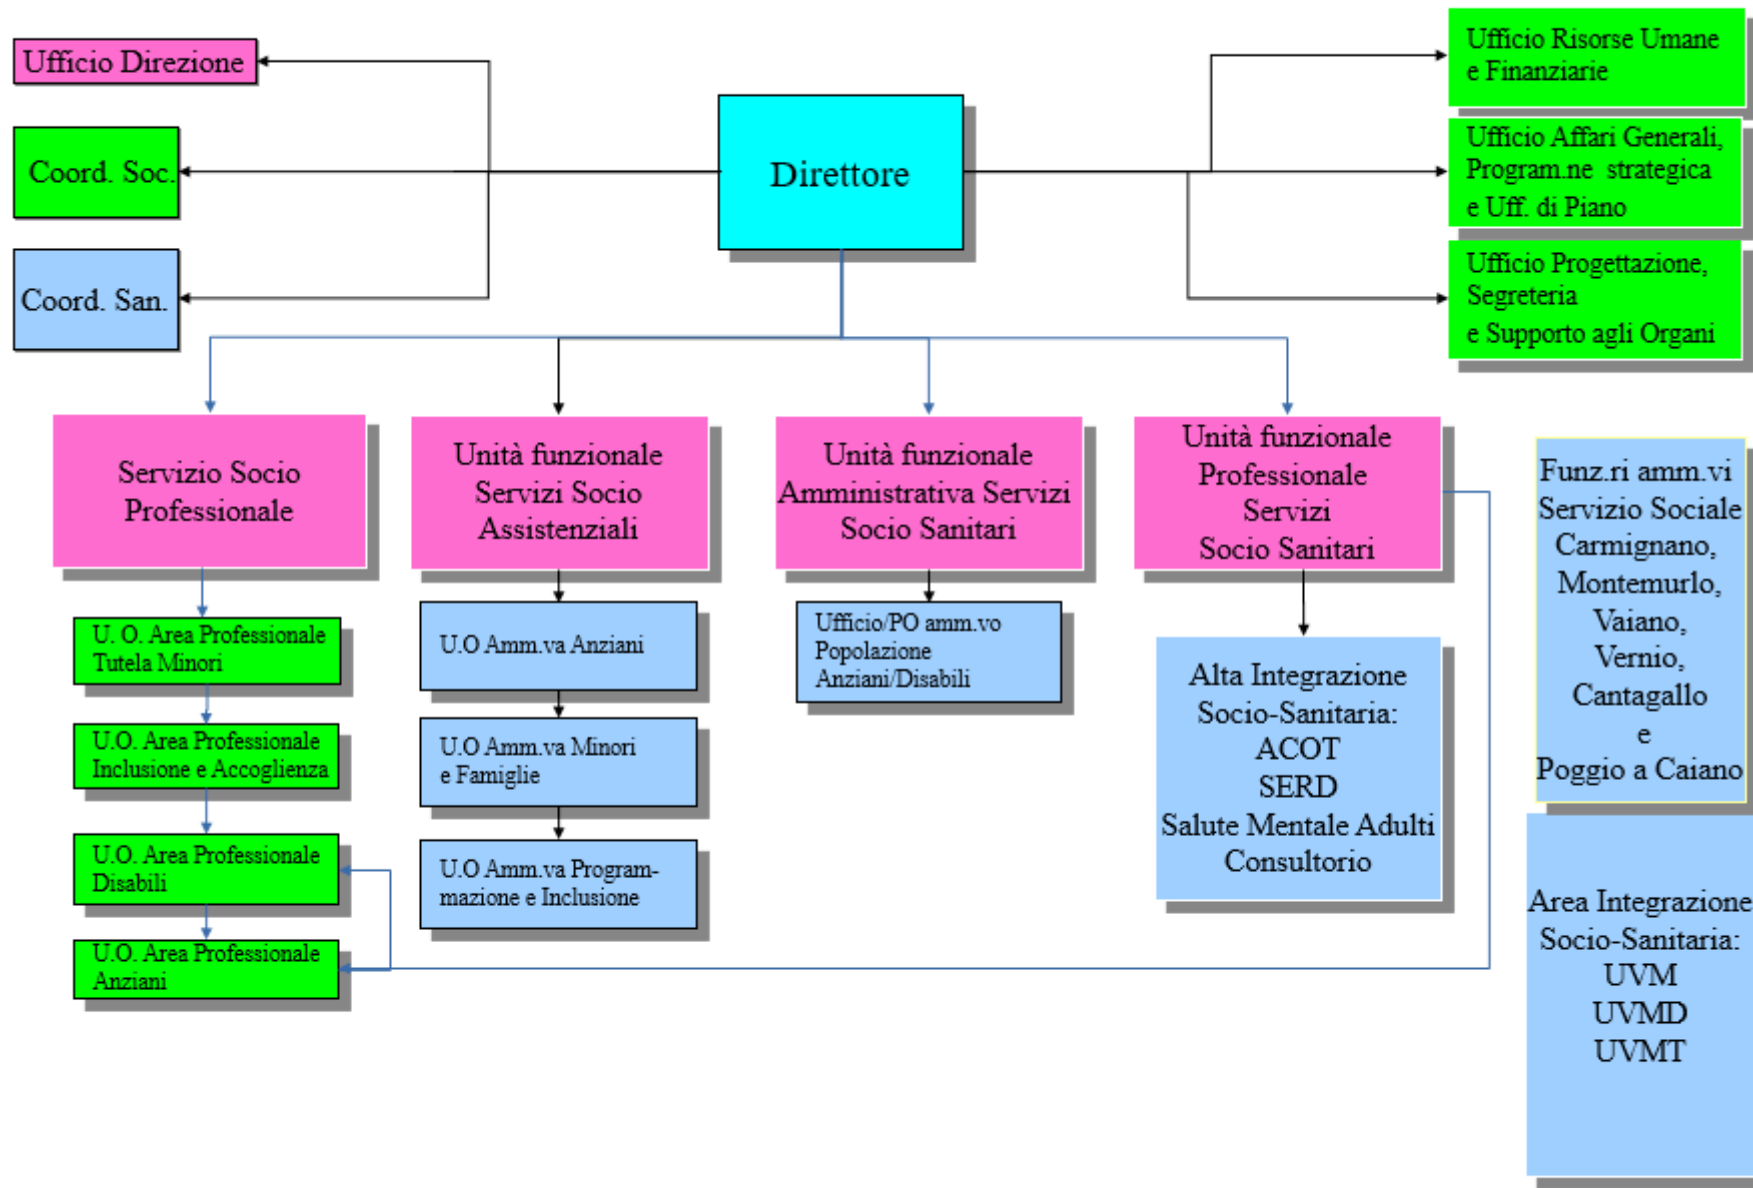 Ufficio Direzione
Coord. Soc.
Coord. San.
Direttore
Ufficio Risorse Umane
e Finanziarie
Ufficio Affari Generali,
Program.ne strategica
e Uff. di Piano
Ufficio Progettazione,
Segreteria
e Supporto agli Organi
Servizio Socio
Professionale
U. O. Area Professionale
Tutela Minori
U.O. Area Professionale
Inclusione e Accoglienza
U.O. Area Professionale
Disabili
U.O. Area Professionale
Anziani
Unità funzionale
Servizi Socio
Assistenziali
U.O Amm.va Anziani
U.O Amm.va Minori
e Famiglie
U.O Amm.va Program-
mazione e Inclusione
Unità funzionale
Amministrativa Servizi
Socio Sanitari
Ufficio/PO amm.vo
Popolazione
Anziani/Disabili
Unità funzionale
Professionale
Servizi
Socio Sanitari
Alta Integrazione
Socio-Sanitaria:
ACOT
SERD
Salute Mentale Adulti
Consultorio
Funz.ri amm.vi
Servizio Sociale
Carmignano,
Montemurlo,
Vaiano,
Vernio,
Cantagallo
e
Poggio a Caiano
Area Integrazione
Socio-Sanitaria:
UVM
UVMD
UVMT